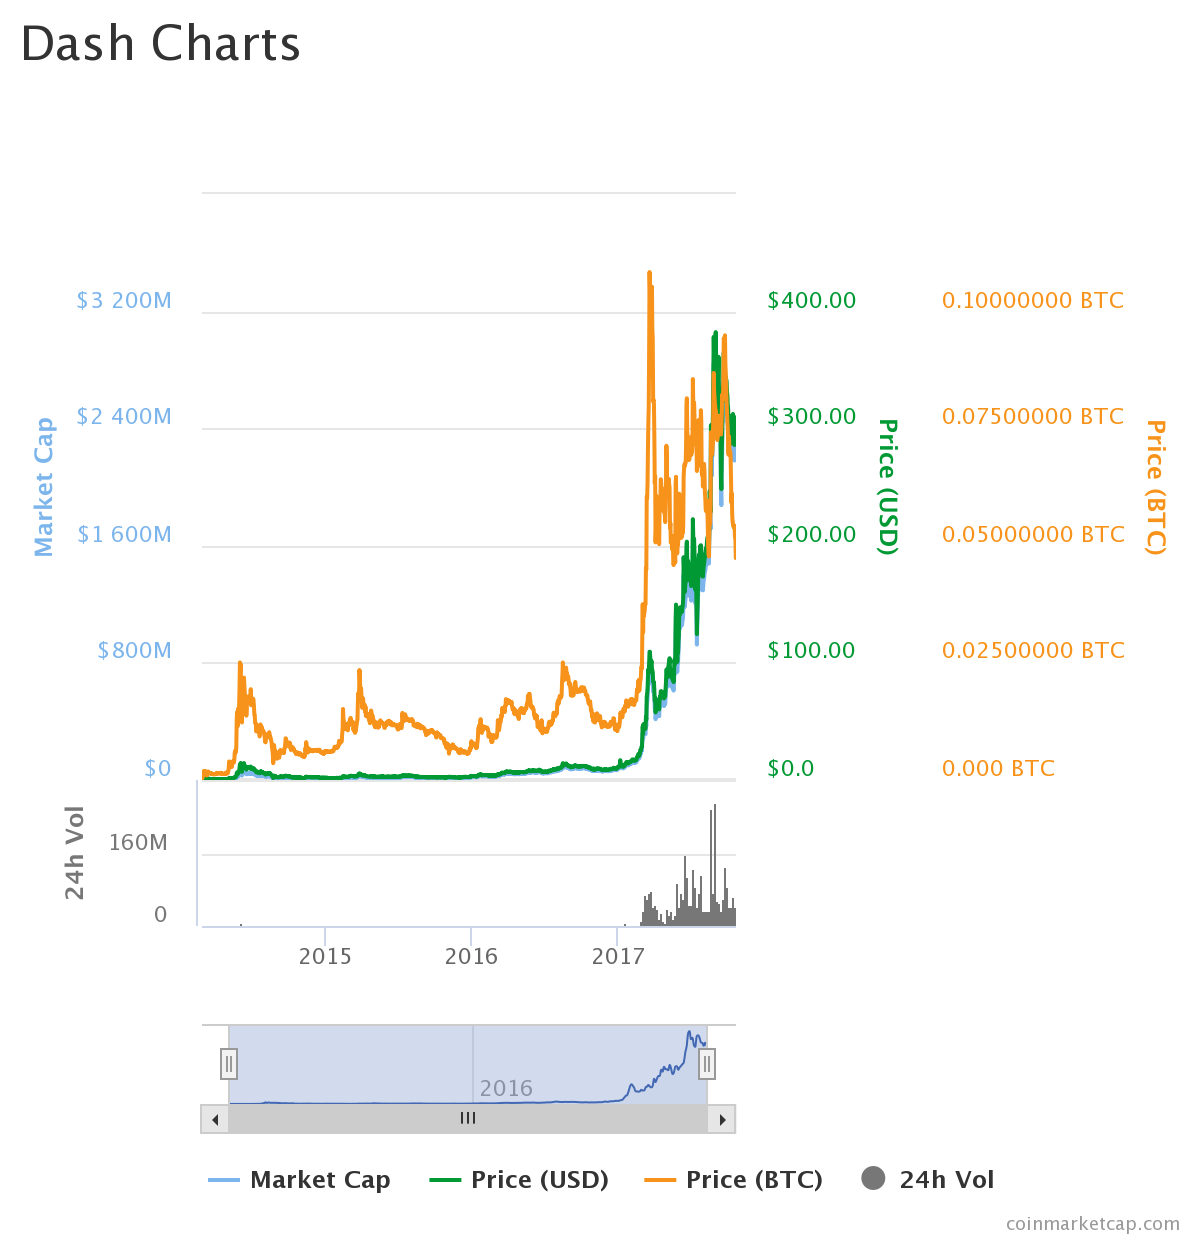 Dash Charts
$3 200M
$2 400M
$1 600M
$800M
$0
Market Cap
$400.00
$300.00
$200.00
$100.00
$0.0
Price (USD)
0.10000000 BTC
0.07500000 BTC
0.05000000 BTC
0.02500000 BTC
0.000 BTC
Price (BTC)
24h Vol
160M
0
2015 2016 2017
2016
Market Cap Price (USD) Price (BTC) 24h Vol
coinmarketcap.com